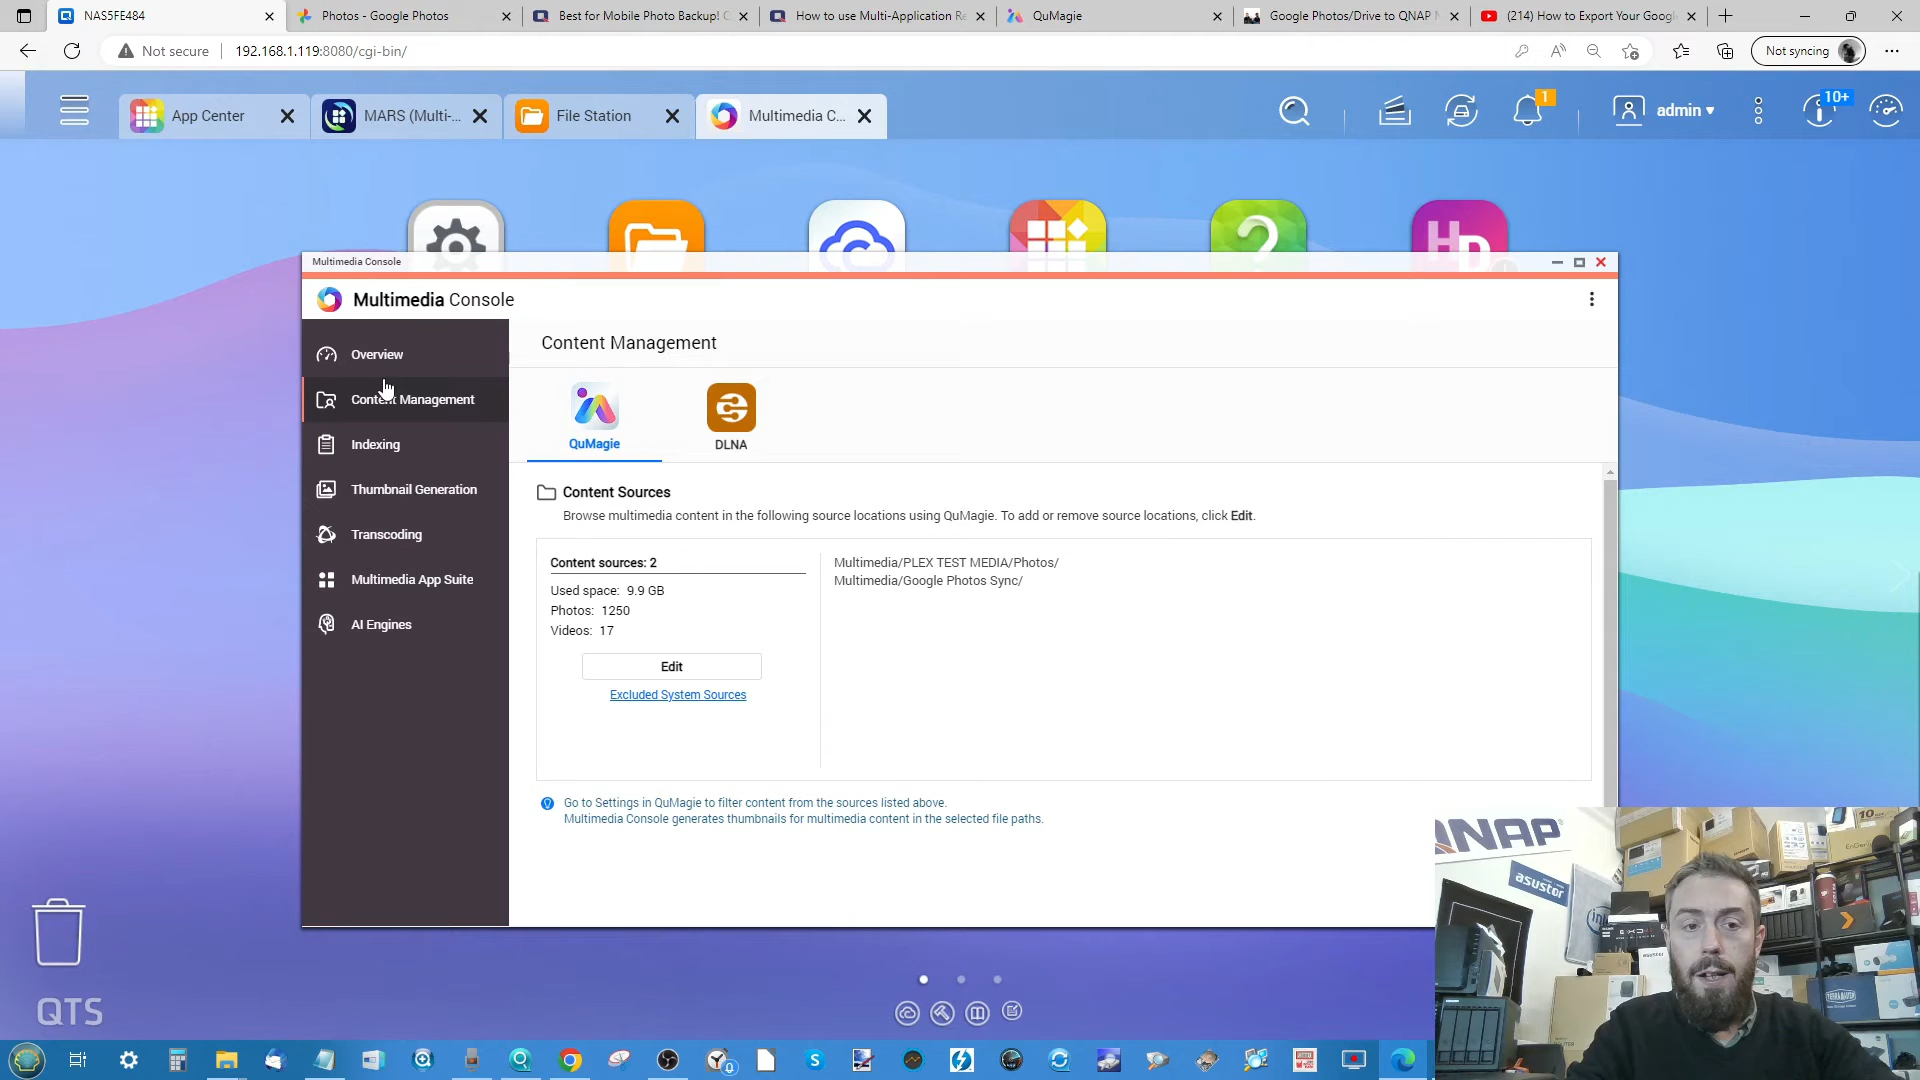 NAS5FE484
Photos - Google Photos
Best for Mobile Photo Backup! C
How to use Multi-Application Re
QuMagie
Google Photos/Drive to QNAP N
(214) How to Export Your Googl
Not secure
192.168.1.119:8080/cgi-bin/
Not syncing
App Center
MARS (Multi-...
File Station
Multimedia C...
1
admin
10+
HD
Multimedia Console
Multimedia Console
Overview
Content Management
Indexing
Thumbnail Generation
Transcoding
Multimedia App Suite
AI Engines
Content Management
QuMagie
DLNA
Content Sources
Browse multimedia content in the following source locations using QuMagie. To add or remove source locations, click Edit.
Content sources: 2
Used space: 9.9 GB
Photos: 1250
Videos: 17
Edit
Excluded System Sources
Multimedia/PLEX TEST MEDIA/Photos/
Multimedia/Google Photos Sync/
Go to Settings in QuMagie to filter content from the sources listed above.
Multimedia Console generates thumbnails for multimedia content in the selected file paths.
QTS
QNAP
asustor